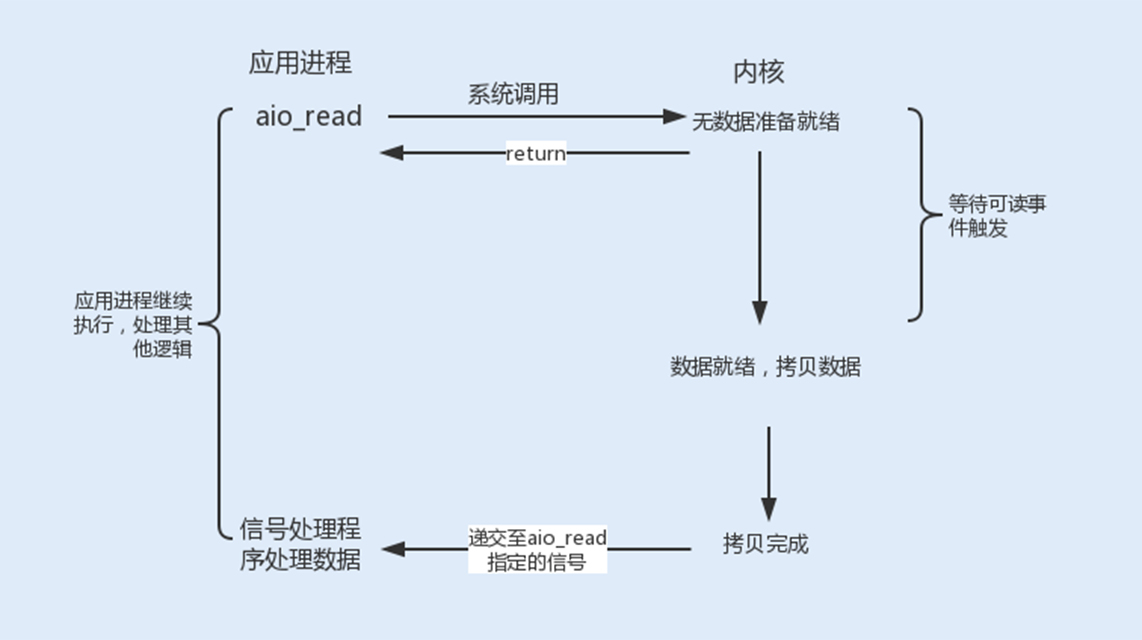 应用进程
内核
系统调用
aio_read
无数据准备就绪
return
等待可读事
件触发
应用进程继续
执行，处理其
他逻辑
数据就绪，拷贝数据
信号处理程
序处理数据
递交至aio_read
指定的信号
拷贝完成